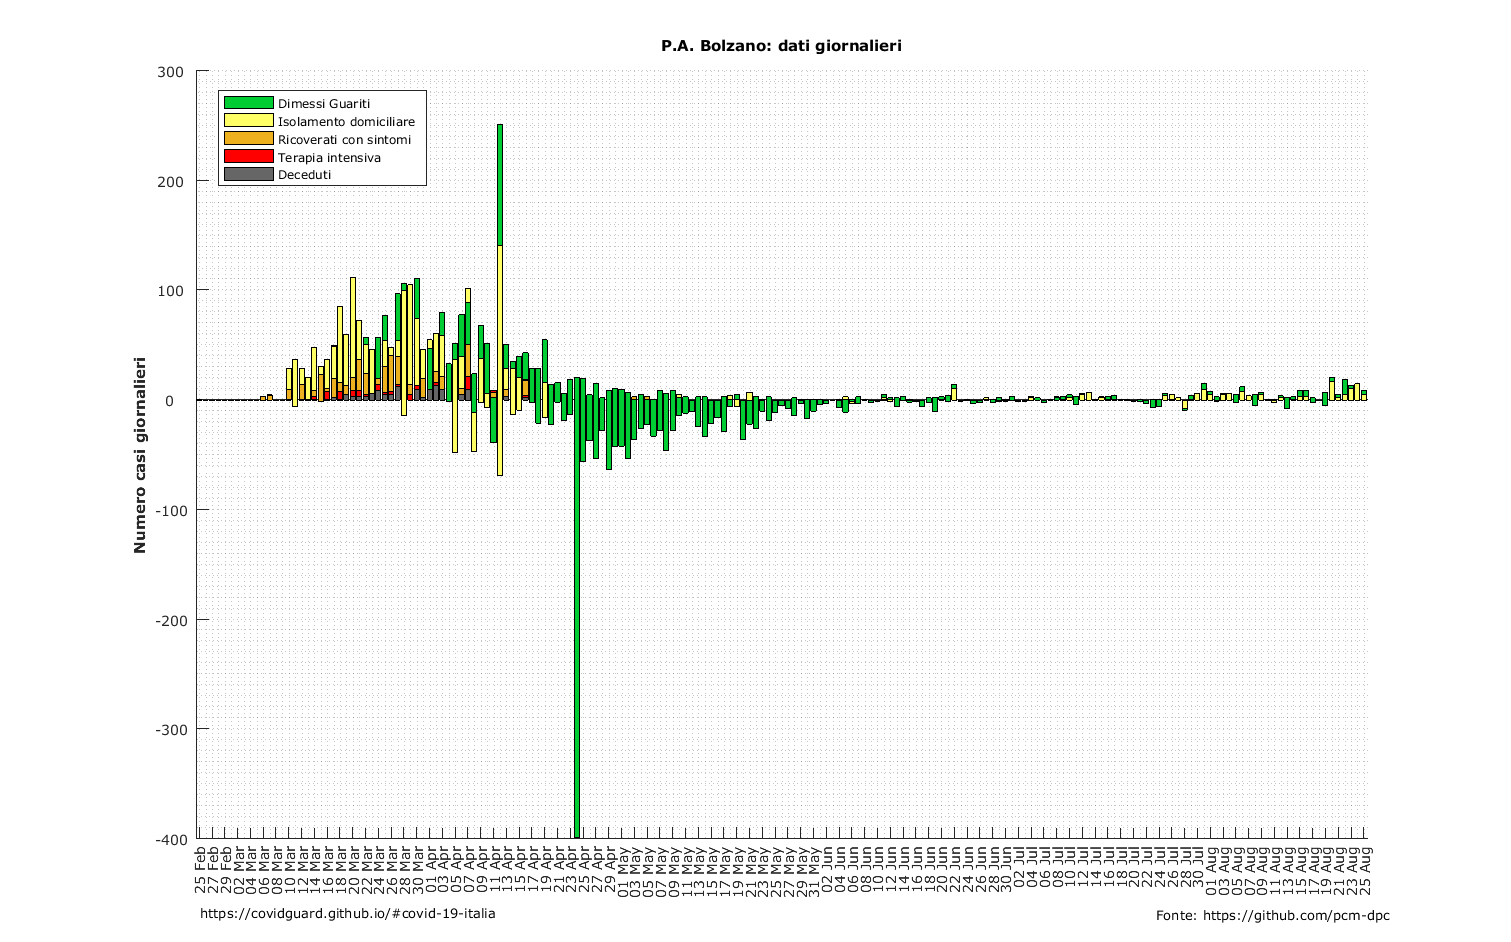 P.A. Bolzano: dati giornalieri
300
200
100
0
-100
-200
-300
-400
Numero casi giornalieri
Dimessi Guariti
Isolamento domiciliare
Ricoverati con sintomi
Terapia intensiva
Deceduti
25 Feb
27 Feb
29 Feb
02 Mar
04 Mar
06 Mar
08 Mar
10 Mar
12 Mar
14 Mar
16 Mar
18 Mar
20 Mar
22 Mar
24 Mar
26 Mar
28 Mar
30 Mar
01 Apr
03 Apr
05 Apr
07 Apr
09 Apr
11 Apr
13 Apr
15 Apr
17 Apr
19 Apr
21 Apr
23 Apr
25 Apr
27 Apr
29 Apr
01 May
03 May
05 May
07 May
09 May
11 May
13 May
15 May
17 May
19 May
21 May
23 May
25 May
27 May
29 May
31 May
02 Jun
04 Jun
06 Jun
08 Jun
10 Jun
12 Jun
14 Jun
16 Jun
18 Jun
20 Jun
22 Jun
24 Jun
26 Jun
28 Jun
30 Jun
02 Jul
04 Jul
06 Jul
08 Jul
10 Jul
12 Jul
14 Jul
16 Jul
18 Jul
20 Jul
22 Jul
24 Jul
26 Jul
28 Jul
30 Jul
01 Aug
03 Aug
05 Aug
07 Aug
09 Aug
11 Aug
13 Aug
15 Aug
17 Aug
19 Aug
21 Aug
23 Aug
25 Aug
https://covidguard.github.io/#covid-19-italia
Fonte: https://github.com/pcm-dpc